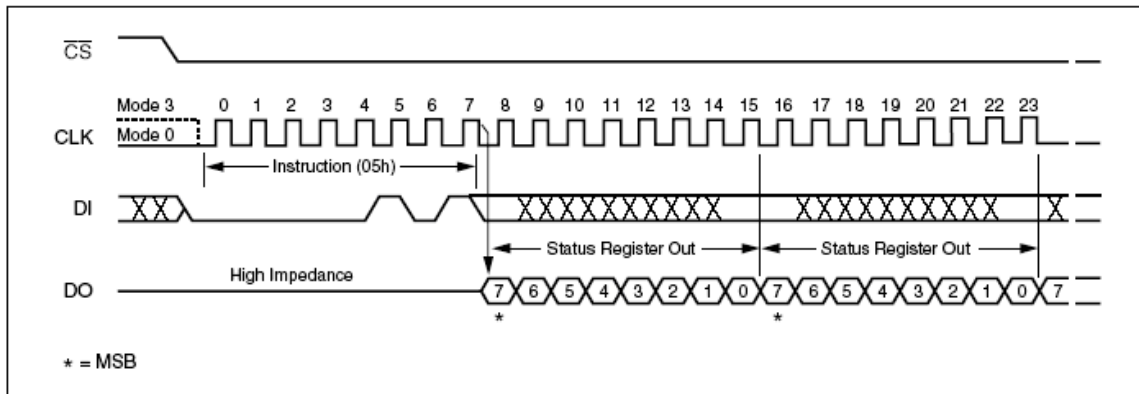 CS
Mode 3 0 1 2 3 4 5 6 7 8 9 10 11 12 13 14 15 16 17 18 19 20 21 22 23
CLK Mode 0
Instruction (05h)
DI
Status Register Out Status Register Out
High Impedance
DO 7 6 5 4 3 2 1 0 7 6 5 4 3 2 1 0 7
* *
* = MSB